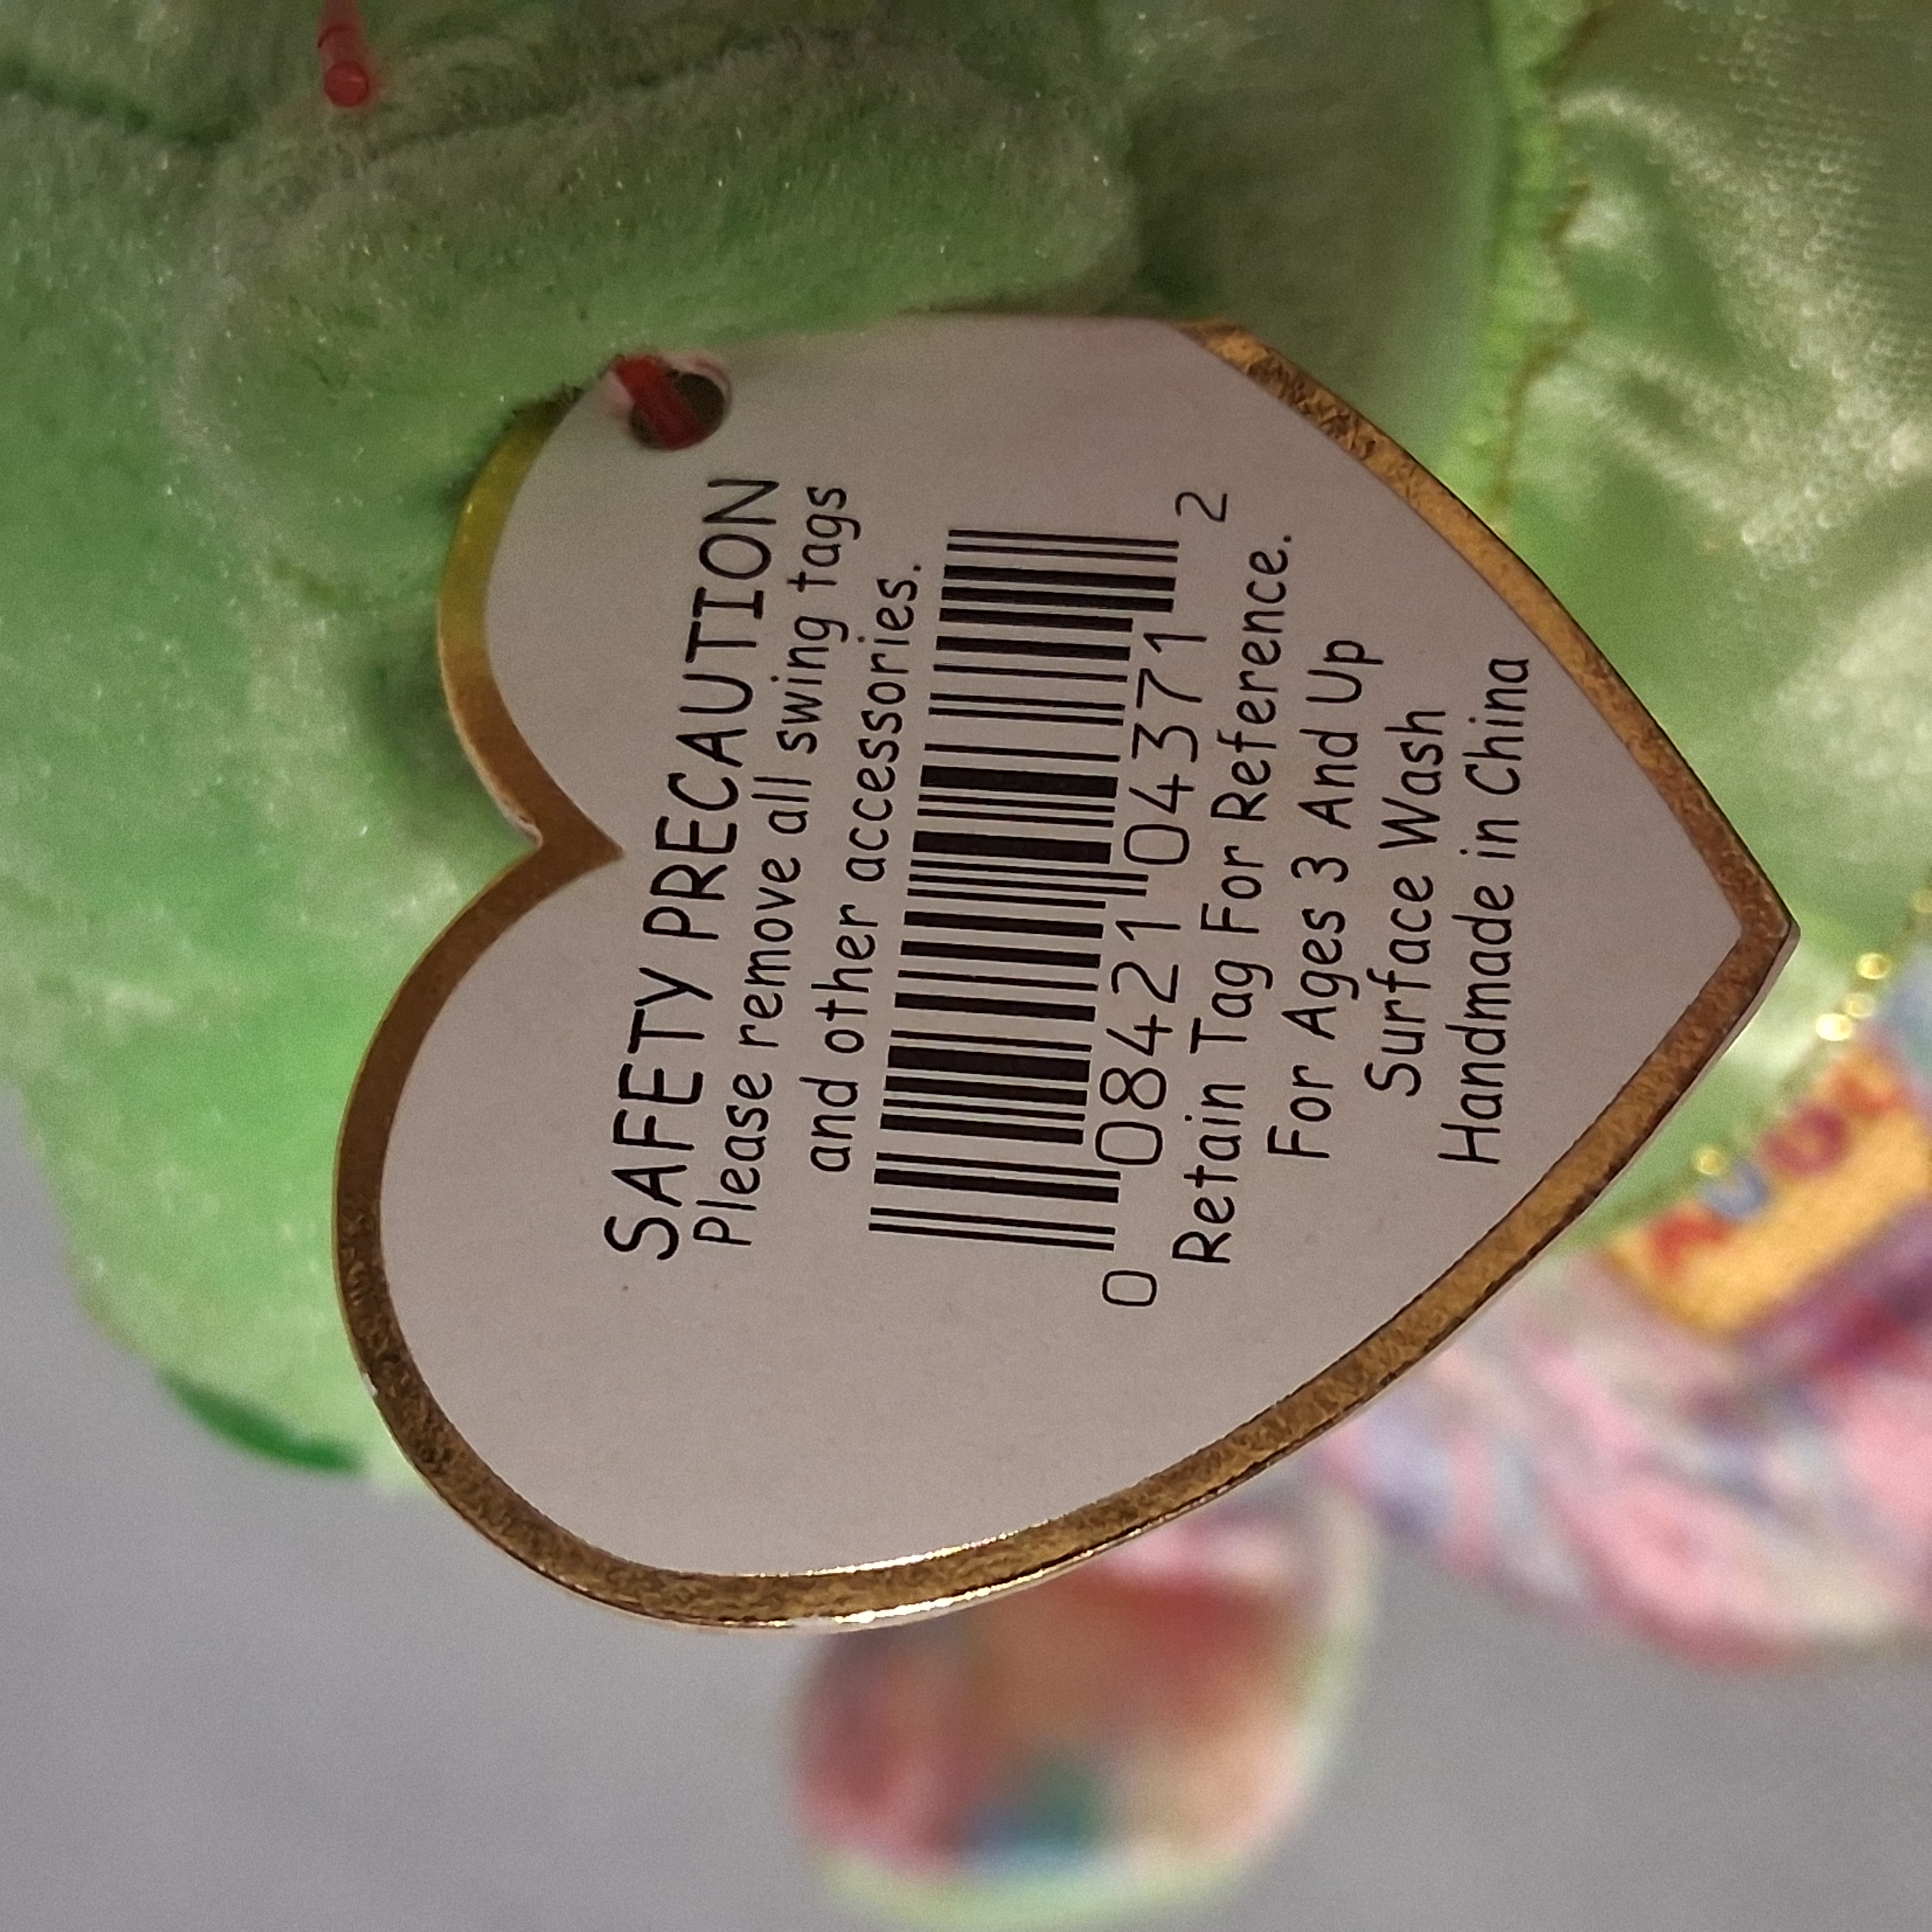 SAFETY PRECAUTION
Please remove all swing tags
and other accessories.
0 08421 04371 2
Retain Tag For Reference.
For Ages 3 And Up
Surface Wash
Handmade in China